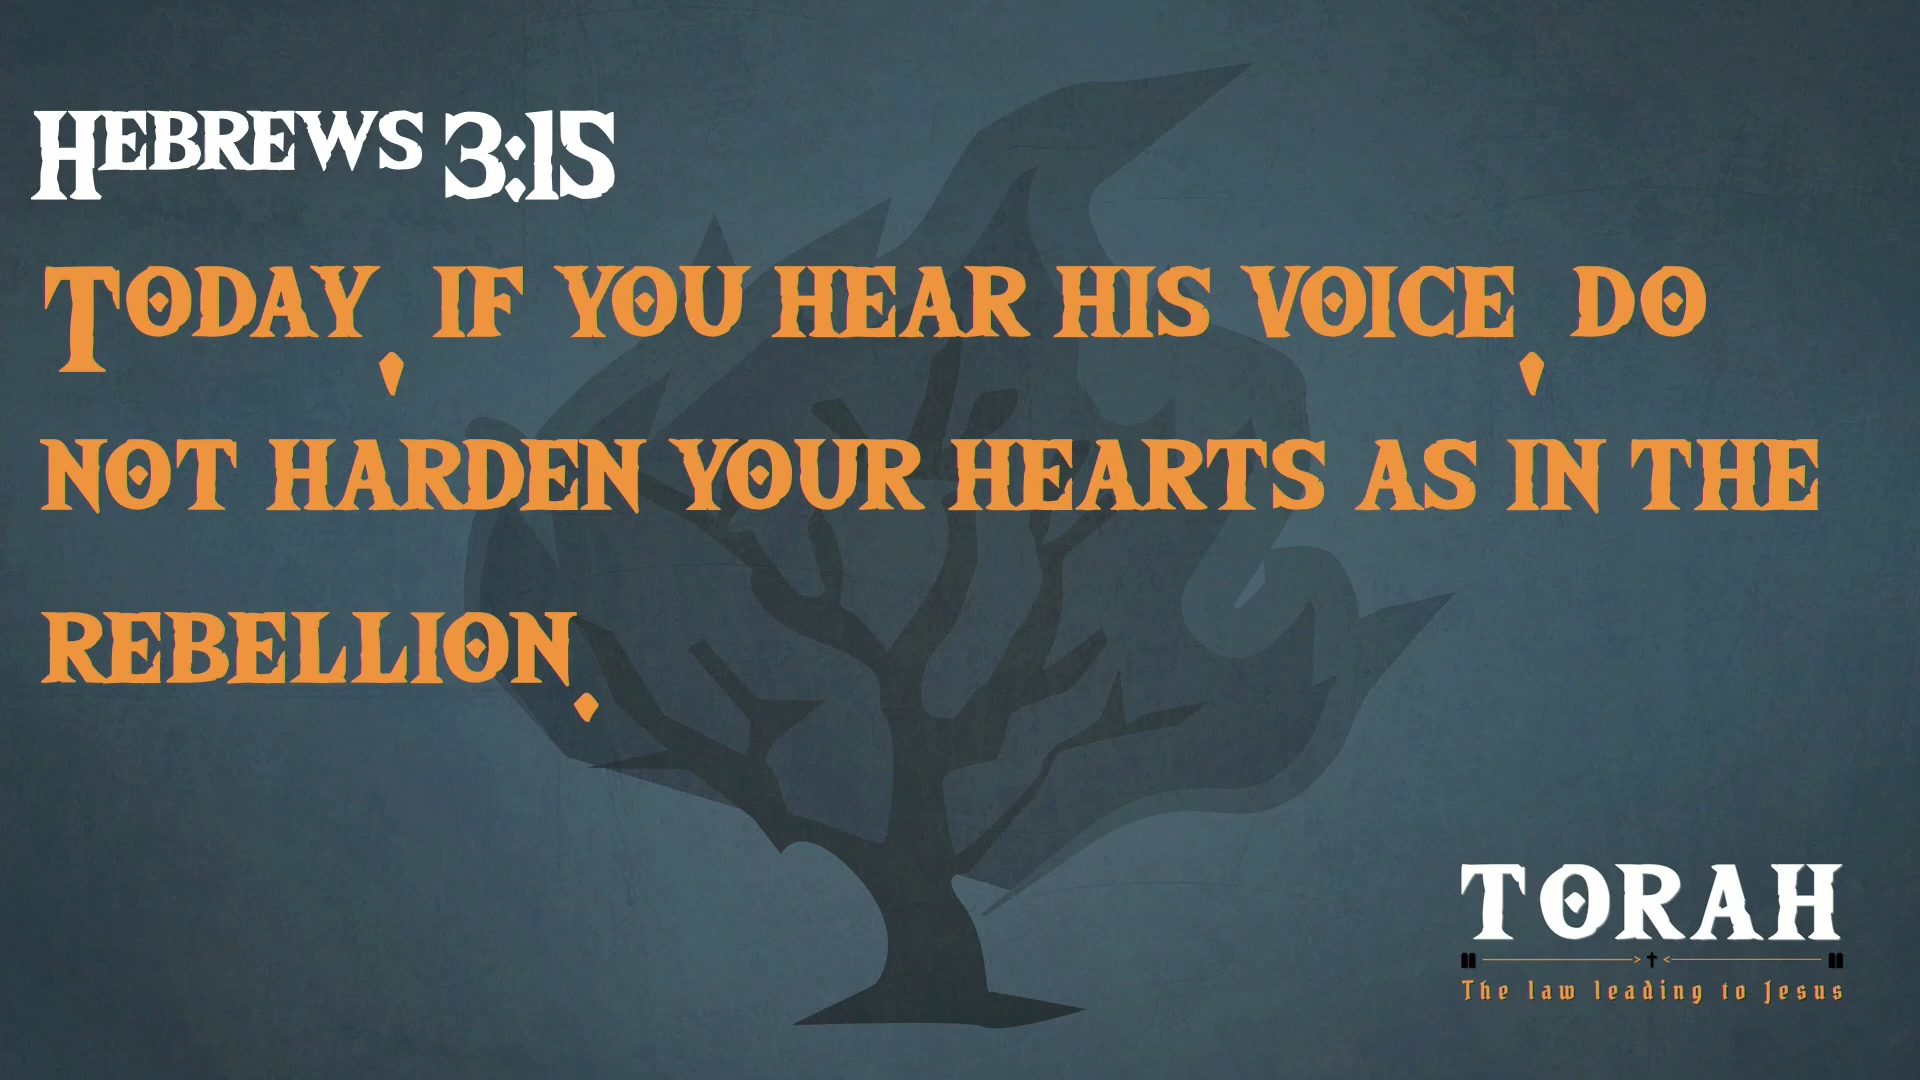 Hebrews 3:15
Today, if you hear his voice, do
not harden your hearts as in the
rebellion.
TORAH
The law leading to Jesus